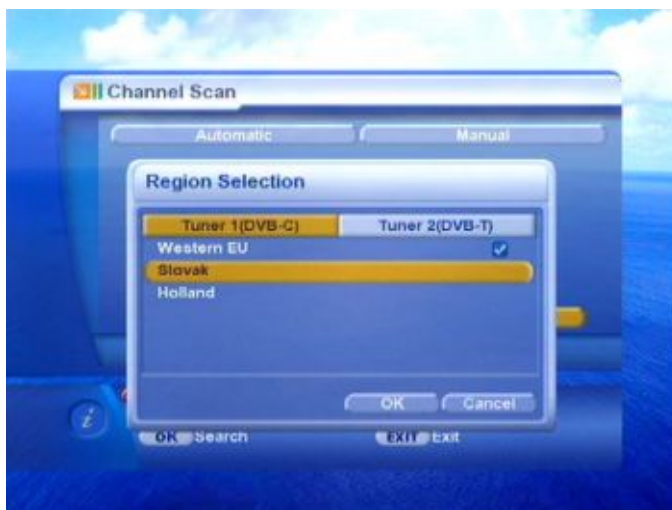 Channel Scan
Automatic Manual
Region Selection
Tuner 1(DVB-C) Tuner 2(DVB-T)
Western EU
Slovak
Holland
OK Cancel
i
OK Search EXIT Exit